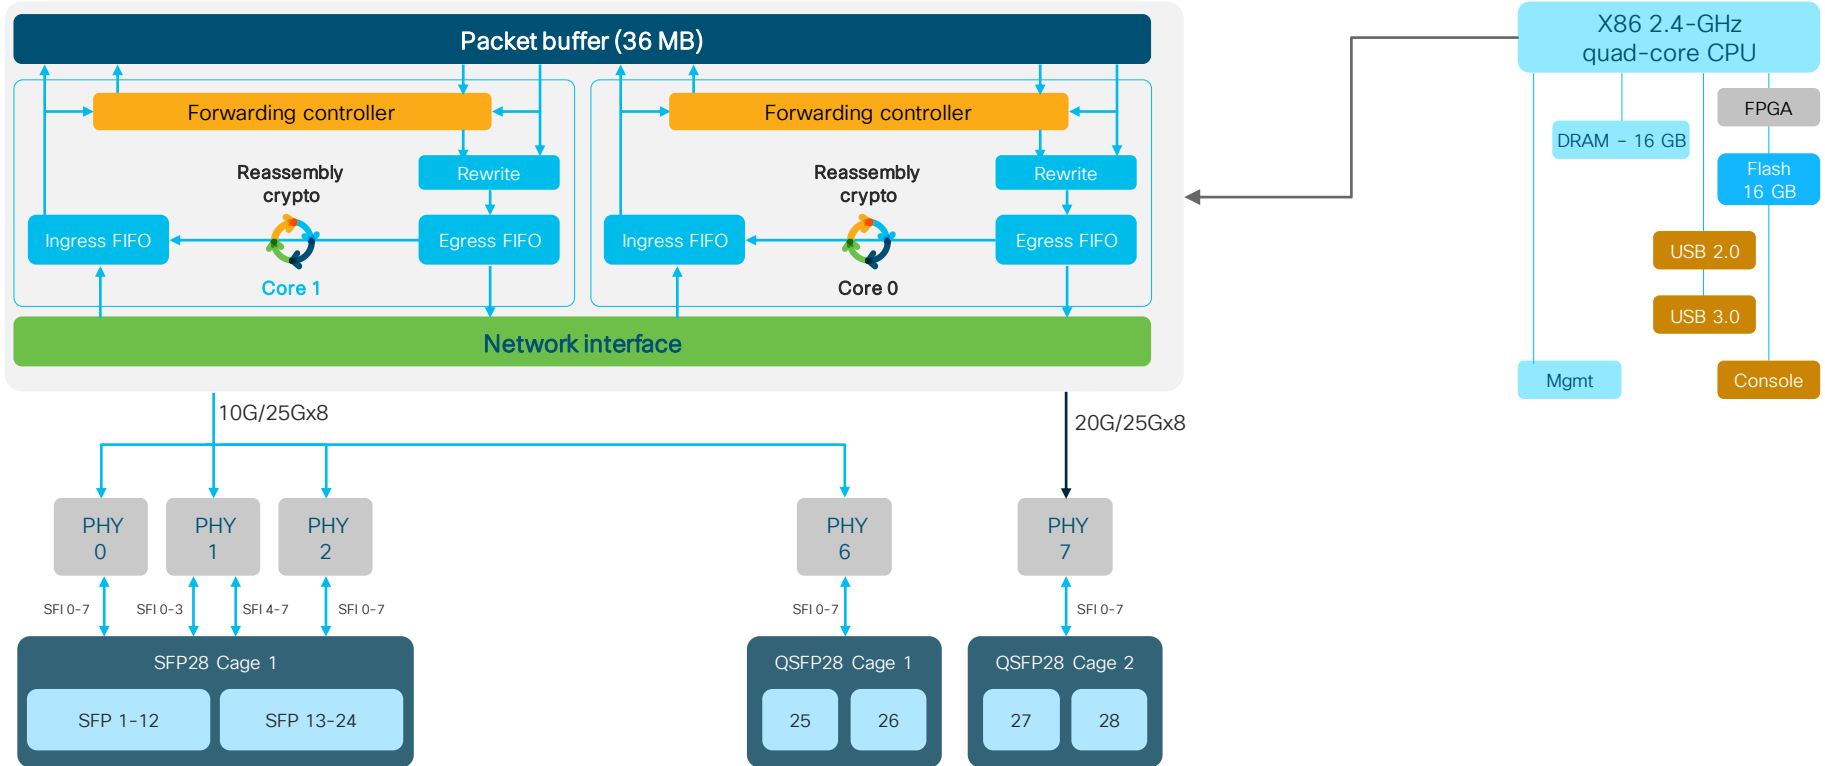 Packet buffer (36 MB)
Forwarding controller
Forwarding controller
Reassembly
crypto
Rewrite
Reassembly
crypto
Rewrite
Ingress FIFO
Egress FIFO
Ingress FIFO
Egress FIFO
Core 1
Core 0
Network interface
X86 2.4-GHz
quad-core CPU
FPGA
DRAM - 16 GB
Flash
16 GB
USB 2.0
USB 3.0
Mgmt
Console
10G/25Gx8
20G/25Gx8
PHY
0
PHY
1
PHY
2
PHY
6
PHY
7
SFI 0-7
SFI 0-3
SFI 4-7
SFI 0-7
SFI 0-7
SFI 0-7
SFP28 Cage 1
SFP 1-12
SFP 13-24
QSFP28 Cage 1
25
26
QSFP28 Cage 2
27
28